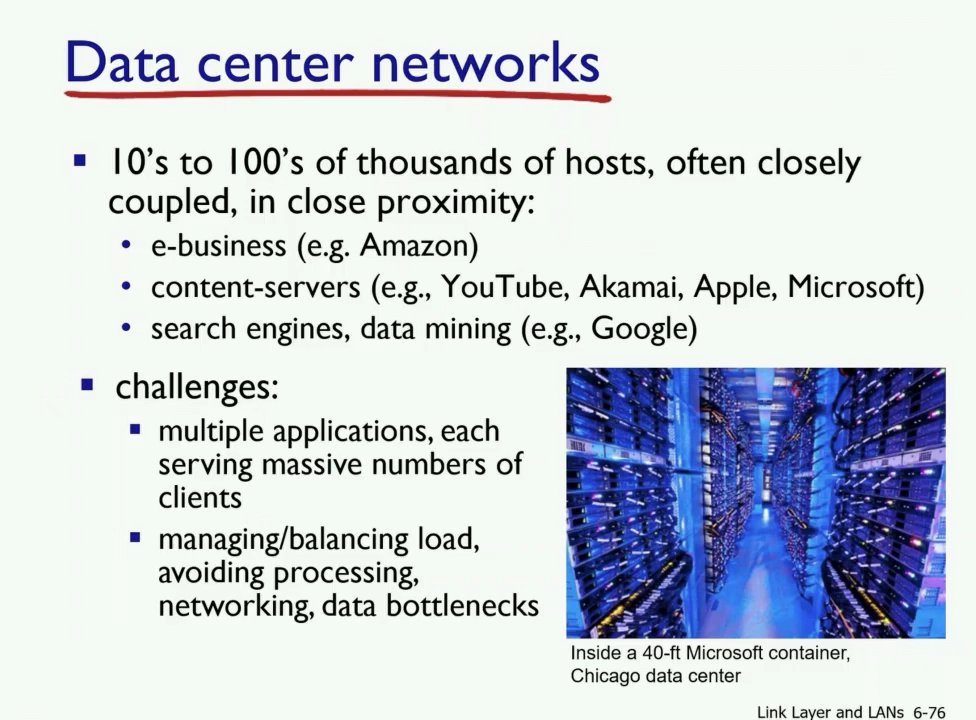 Data center networks
▪ 10’s to 100’s of thousands of hosts, often closely
coupled, in close proximity:
• e-business (e.g. Amazon)
• content-servers (e.g., YouTube, Akamai, Apple, Microsoft)
• search engines, data mining (e.g., Google)
▪ challenges:
▪ multiple applications, each
serving massive numbers of
clients
▪ managing/balancing load,
avoiding processing,
networking, data bottlenecks
Inside a 40-ft Microsoft container,
Chicago data center
Link Layer and LANs 6-76